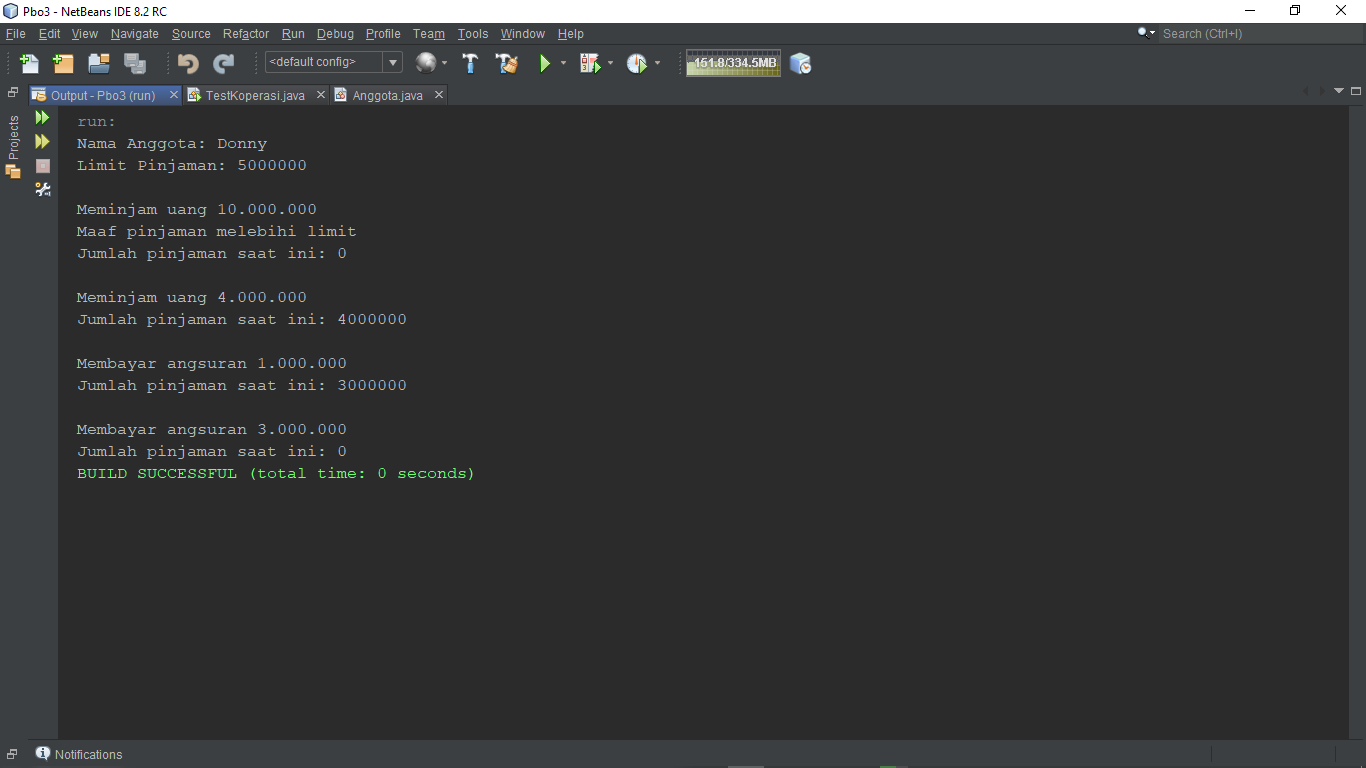 Pbo3 - NetBeans IDE 8.2 RC
File Edit View Navigate Source Refactor Run Debug Profile Team Tools Window Help
Search (Ctrl+I)
<default config>
151.8/334.5MB
Output - Pbo3 (run)
TestKoperasi.java
Anggota.java
Projects
run:
Nama Anggota: Donny
Limit Pinjaman: 5000000
Meminjam uang 10.000.000
Maaf pinjaman melebihi limit
Jumlah pinjaman saat ini: 0
Meminjam uang 4.000.000
Jumlah pinjaman saat ini: 4000000
Membayar angsuran 1.000.000
Jumlah pinjaman saat ini: 3000000
Membayar angsuran 3.000.000
Jumlah pinjaman saat ini: 0
BUILD SUCCESSFUL (total time: 0 seconds)
Notifications